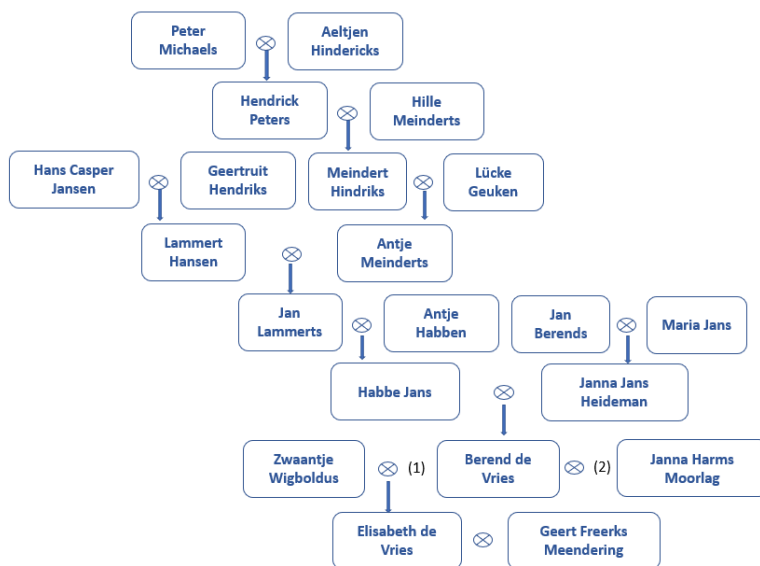 Peter
Michaels
Aeltjen
Hindericks
Hendrick
Peters
Hille
Meinderts
Hans Casper
Jansen
Geertruit
Hendriks
Meindert
Hindriks
Lücke
Geuken
Lammert
Hansen
Antje
Meinderts
Jan
Lammerts
Antje
Habben
Jan
Berends
Maria Jans
Habbe Jans
Janna Jans
Heideman
Zwaantje
Wigboldus
(1)
Berend de
Vries
(2)
Janna Harms
Moorlag
Elisabeth de
Vries
Geert Freerks
Meendering